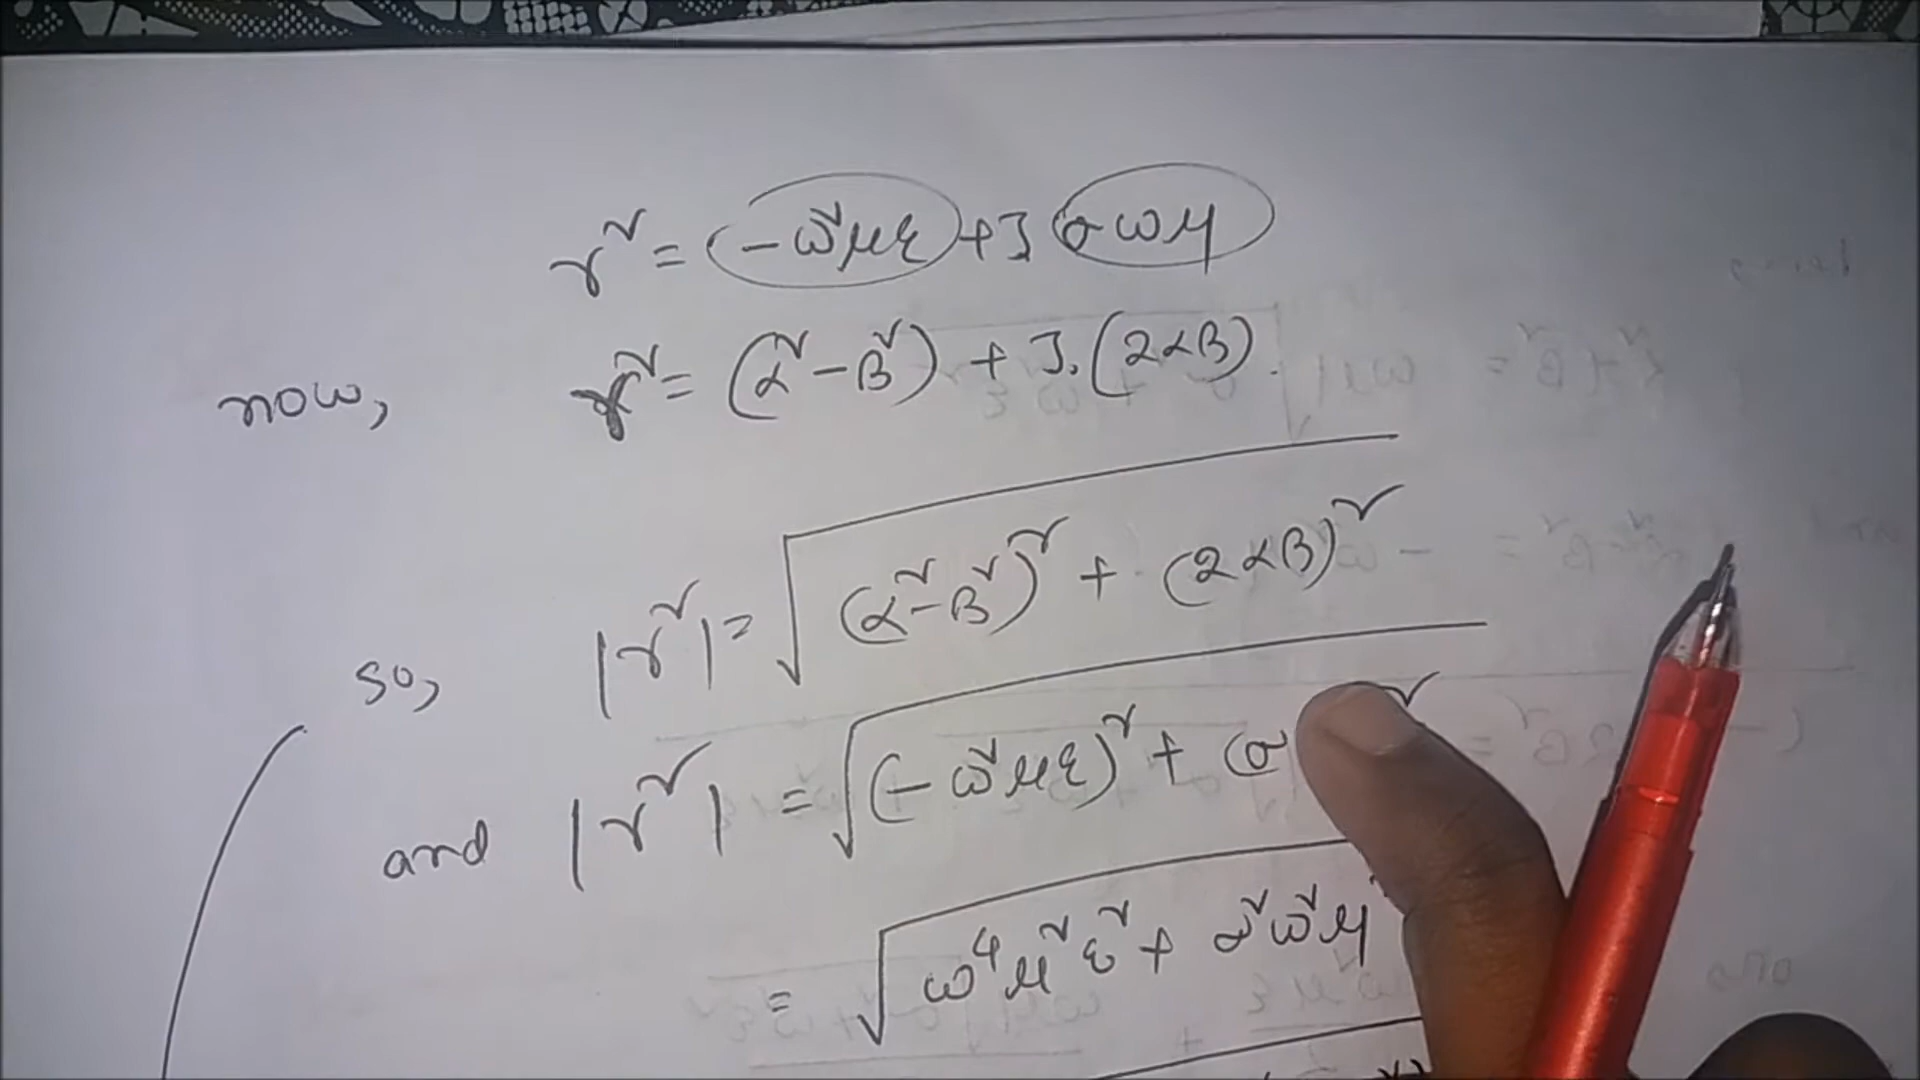 γ² = (-ω²με) + J σωμ
now, γ² = (α² - β²) + J.(2αβ).
so, |γ²| = √(α² - β²)² + (2αβ)²
and |γ²| = √(-ω²με)² + (σ
= √ω⁴μ²ε² + σ²ω²μ